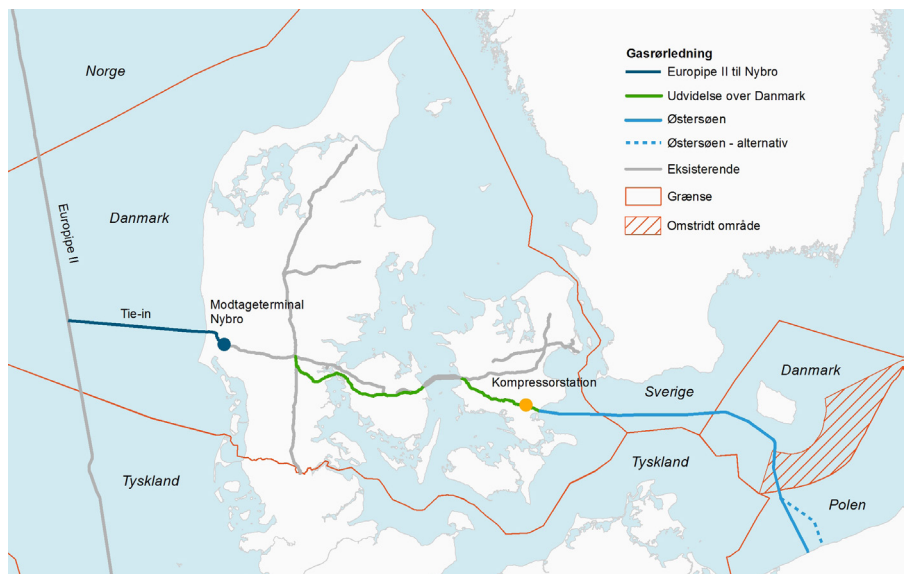 Norge
Danmark
Europipe II
Tie-in
Modtageterminal
Nybro
Kompressorstation
Tyskland
Sverige
Danmark
Tyskland
Polen
Gasrørledning
Europipe II til Nybro
Udvidelse over Danmark
Østersøen
Østersøen - alternativ
Eksisterende
Grænse
Omstridt område